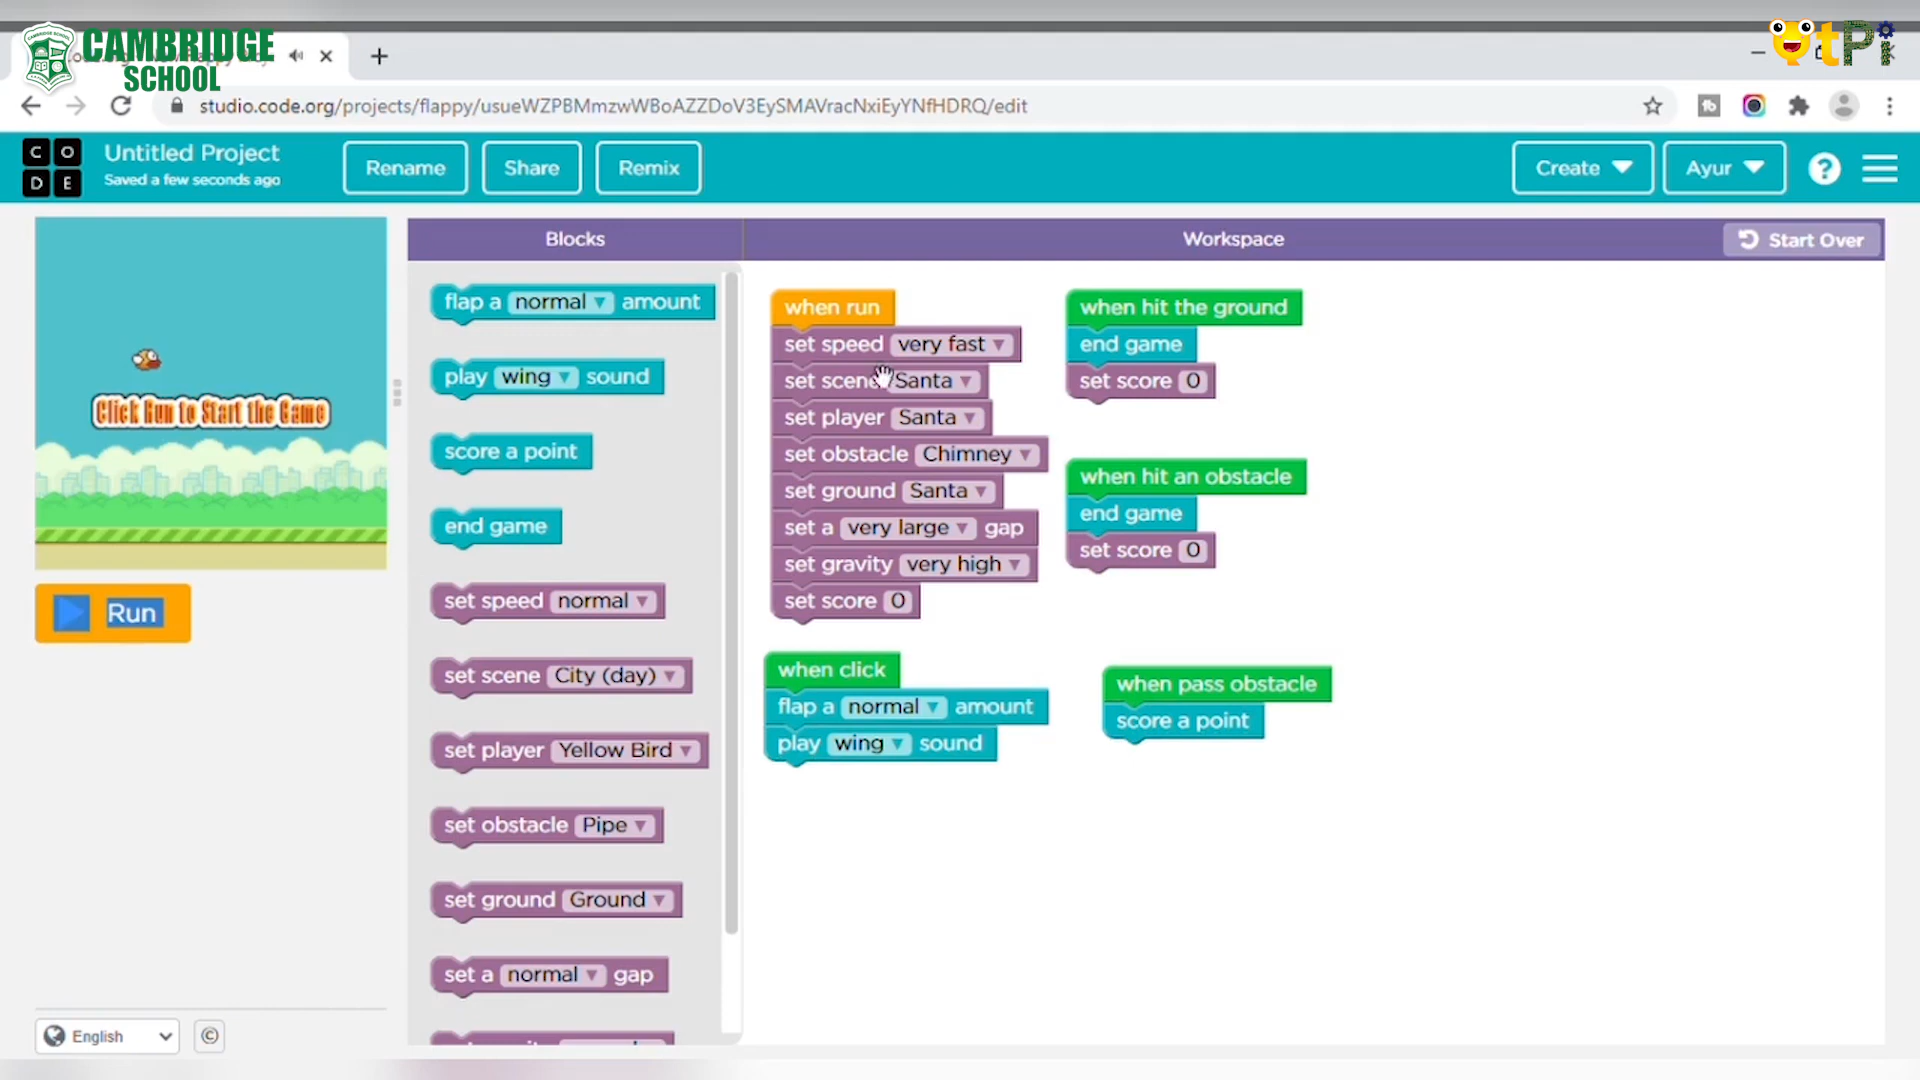 CAMBRIDGE
SCHOOL
OtPi
studio.code.org/projects/flappy/usueWZPBMmzwWBoAZZDoV3EySMAVracNxiEyYNfHDRQ/edit
CODE
Untitled Project
Saved a few seconds ago
Rename
Share
Remix
Create
Ayur
?
Click Run to Start the Game
Run
English
©
Blocks
flap a normal amount
play wing sound
score a point
end game
set speed normal
set scene City (day)
set player Yellow Bird
set obstacle Pipe
set ground Ground
set a normal gap
Workspace
Start Over
when run
set speed very fast
set scene Santa
set player Santa
set obstacle Chimney
set ground Santa
set a very large gap
set gravity very high
set score 0
when click
flap a normal amount
play wing sound
when hit the ground
end game
set score 0
when hit an obstacle
end game
set score 0
when pass obstacle
score a point